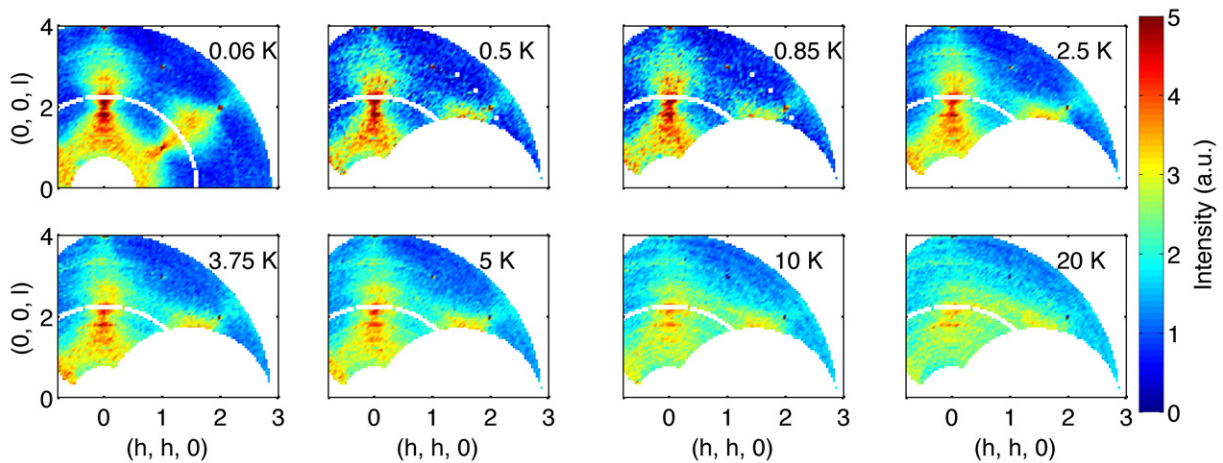 4
2
0
(0, 0, l)
0.06 K
0.5 K
0.85 K
2.5 K
4
2
0
(0, 0, l)
3.75 K
5 K
10 K
20 K
0 1 2 3
0 1 2 3
0 1 2 3
0 1 2 3
(h, h, 0)
(h, h, 0)
(h, h, 0)
(h, h, 0)
5
4
3
2
1
0
Intensity (a.u.)